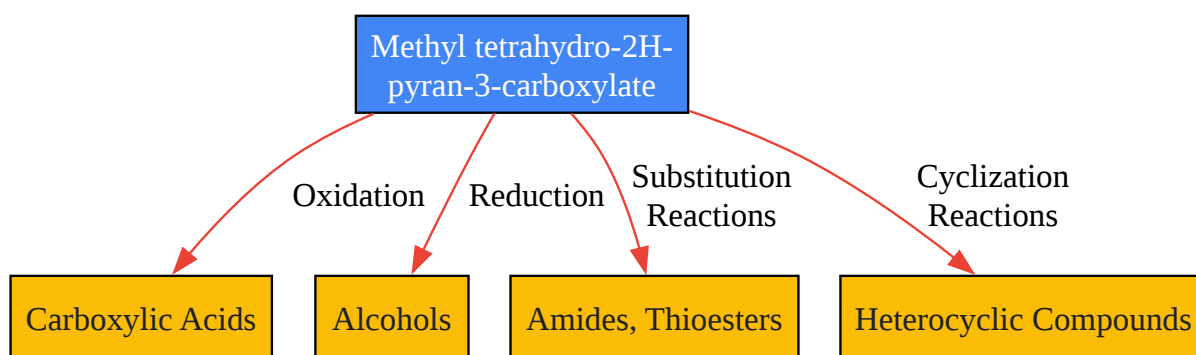 Methyl tetrahydro-2H-
pyran-3-carboxylate
Oxidation
Reduction
Substitution
Reactions
Cyclization
Reactions
Carboxylic Acids
Alcohols
Amides, Thioesters
Heterocyclic Compounds